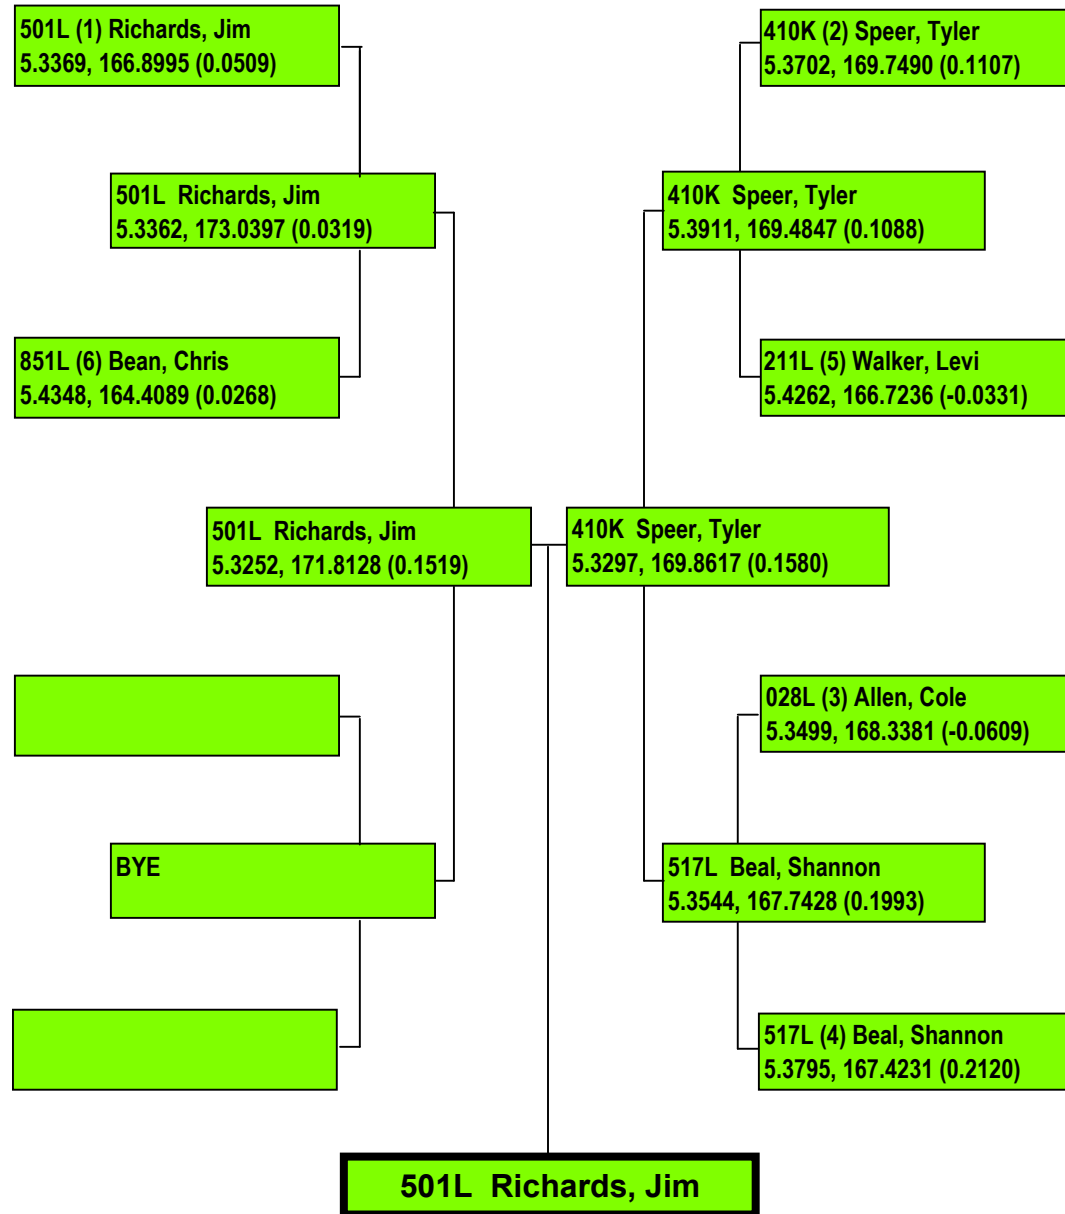 501L (1) Richards, Jim
5.3369, 166.8995 (0.0509)
410K (2) Speer, Tyler
5.3702, 169.7490 (0.1107)
501L  Richards, Jim
5.3362, 173.0397 (0.0319)
410K  Speer, Tyler
5.3911, 169.4847 (0.1088)
851L (6) Bean, Chris
5.4348, 164.4089 (0.0268)
211L (5) Walker, Levi
5.4262, 166.7236 (-0.0331)
501L  Richards, Jim
5.3252, 171.8128 (0.1519)
410K  Speer, Tyler
5.3297, 169.8617 (0.1580)
028L (3) Allen, Cole
5.3499, 168.3381 (-0.0609)
BYE
517L  Beal, Shannon
5.3544, 167.7428 (0.1993)
517L (4) Beal, Shannon
5.3795, 167.4231 (0.2120)
501L  Richards, Jim